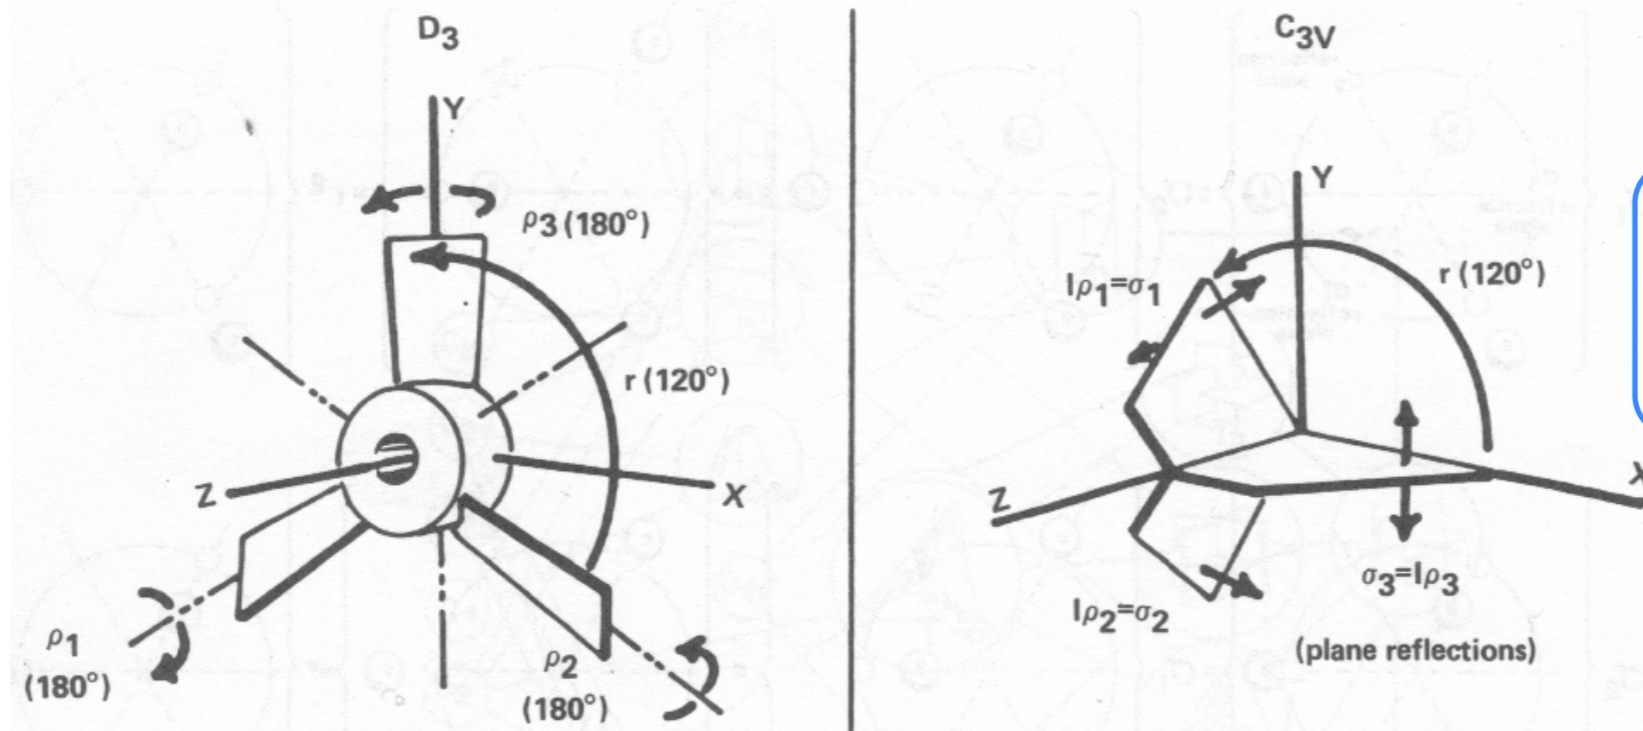 D3
Y
ρ3 (180°)
r (120°)
Z
X
ρ1
(180°)
ρ2
(180°)
C3V
Y
Iρ1=σ1
r (120°)
Z
X
σ3=Iρ3
Iρ2=σ2
(plane reflections)